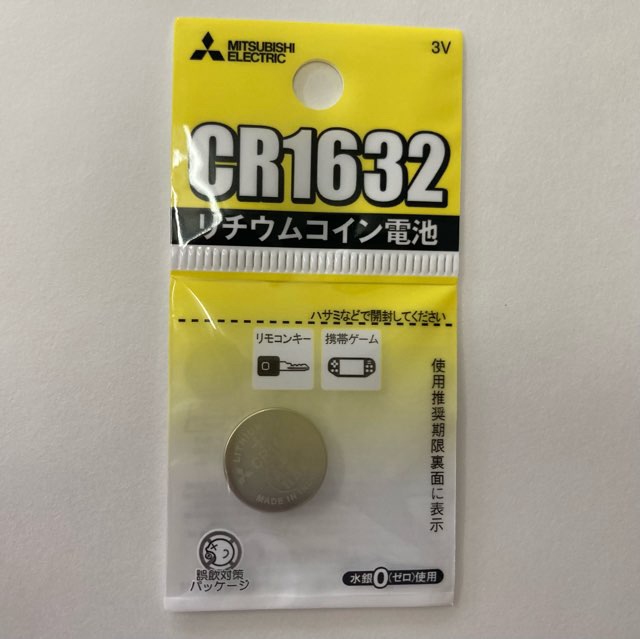 MITSUBISHI
ELECTRIC
3V
CR1632
リチウムコイン電池
ハサミなどで開封してください
リモコンキー
携帯ゲーム
使用推奨期限裏面に表示
LITHIUM
MADE IN
誤飲対策
パッケージ
水銀0(ゼロ)使用